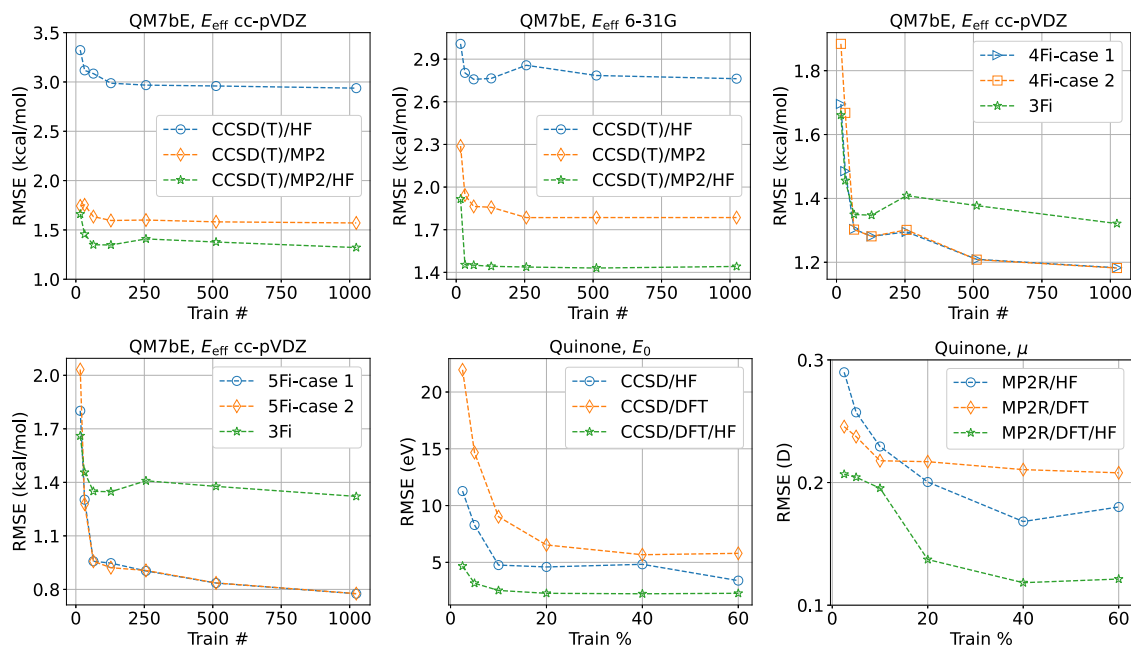 QM7bE, E_eff cc-pVDZ
RMSE (kcal/mol)
3.5
3.0
2.5
2.0
1.5
1.0
CCSD(T)/HF
CCSD(T)/MP2
CCSD(T)/MP2/HF
0 250 500 750 1000
Train #
QM7bE, E_eff 6-31G
RMSE (kcal/mol)
2.9
2.6
2.3
2.0
1.7
1.4
CCSD(T)/HF
CCSD(T)/MP2
CCSD(T)/MP2/HF
0 250 500 750 1000
Train #
QM7bE, E_eff cc-pVDZ
RMSE (kcal/mol)
1.8
1.6
1.4
1.2
4Fi-case 1
4Fi-case 2
3Fi
0 250 500 750 1000
Train #
QM7bE, E_eff cc-pVDZ
RMSE (kcal/mol)
2.0
1.7
1.4
1.1
0.8
5Fi-case 1
5Fi-case 2
3Fi
0 250 500 750 1000
Train #
Quinone, E_0
RMSE (eV)
20
15
10
5
CCSD/HF
CCSD/DFT
CCSD/DFT/HF
20 40 60
Train %
Quinone, μ
RMSE (D)
0.3
0.2
0.1
MP2R/HF
MP2R/DFT
MP2R/DFT/HF
0 20 40 60
Train %